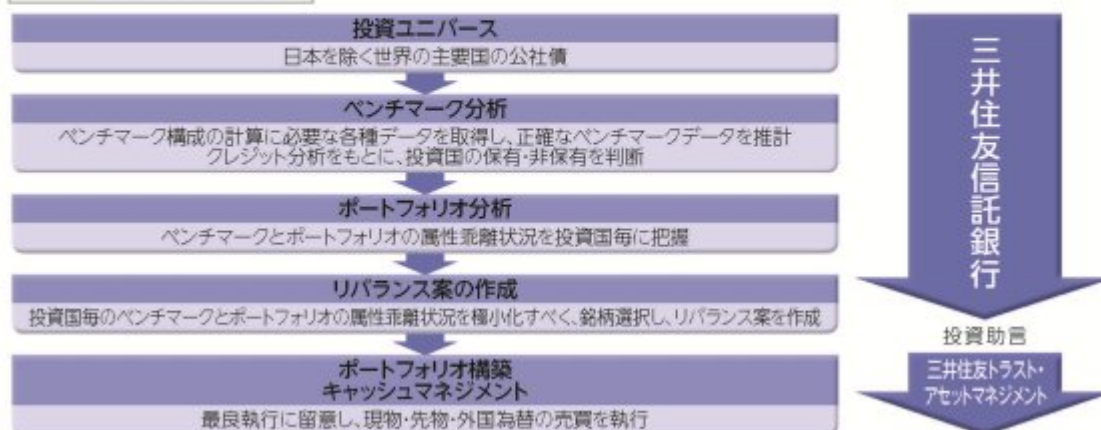 投資ユニバース
日本を除く世界の主要国の公社債
ベンチマーク分析
ベンチマーク構成の計算に必要な各種データを取得し、正確なベンチマークデータを推計
クレジット分析をもとに、投資国の保有・非保有を判断
ポートフォリオ分析
ベンチマークとポートフォリオの属性乖離状況を投資国毎に把握
リバランス案の作成
投資国毎のベンチマークとポートフォリオの属性乖離状況を極小化すべく、銘柄選択し、リバランス案を作成
ポートフォリオ構築
キャッシュマネジメント
最良執行に留意し、現物・先物・外国為替の売買を執行
三井住友信託銀行
投資助言
三井住友トラスト・
アセットマネジメント